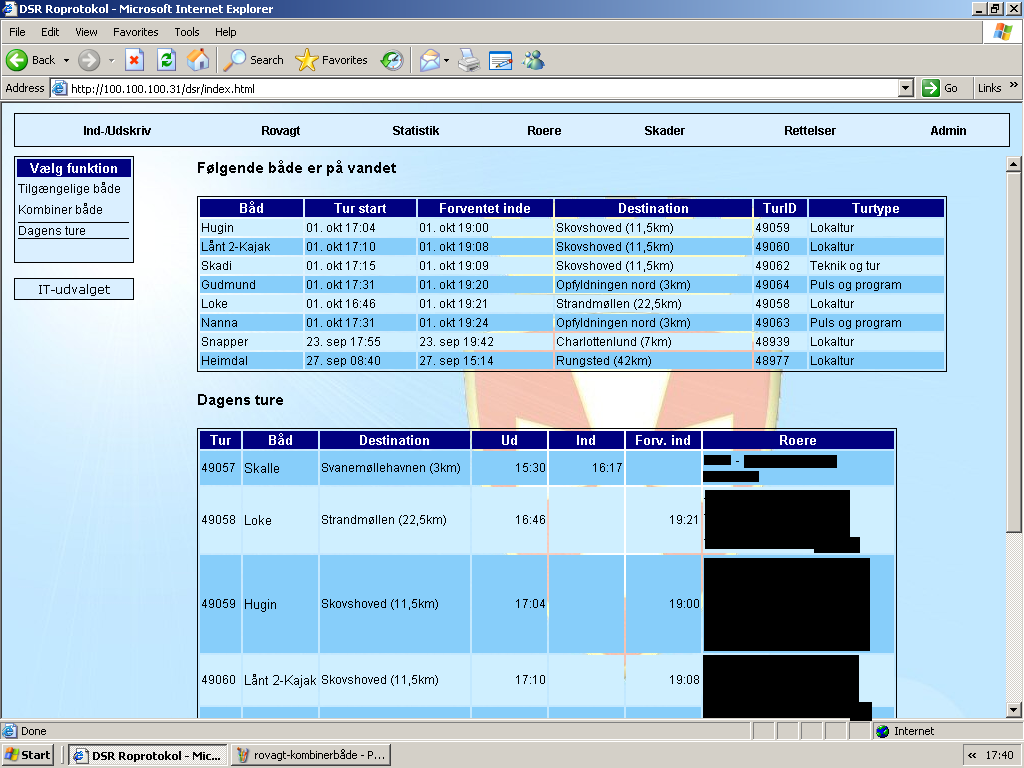 DSR Roprotokol - Microsoft Internet Explorer
File Edit View Favorites Tools Help
Back Search Favorites
Address http://100.100.100.31/dsr/index.html Go Links »
Ind-/Udskriv Rovagt Statistik Roere Skader Rettelser Admin
Vælg funktion
Tilgængelige både
Kombiner både
Dagens ture
IT-udvalget
Følgende både er på vandet
Båd Tur start Forventet inde Destination TurID Turtype
Hugin 01. okt 17:04 01. okt 19:00 Skovshoved (11,5km) 49059 Lokaltur
Lånt 2-Kajak 01. okt 17:10 01. okt 19:08 Skovshoved (11,5km) 49060 Lokaltur
Skadi 01. okt 17:15 01. okt 19:09 Skovshoved (11,5km) 49062 Teknik og tur
Gudmund 01. okt 17:31 01. okt 19:20 Opfyldningen nord (3km) 49064 Puls og program
Loke 01. okt 16:46 01. okt 19:21 Strandmøllen (22,5km) 49058 Lokaltur
Nanna 01. okt 17:31 01. okt 19:24 Opfyldningen nord (3km) 49063 Puls og program
Snapper 23. sep 17:55 23. sep 19:42 Charlottenlund (7km) 48939 Lokaltur
Heimdal 27. sep 08:40 27. sep 15:14 Rungsted (42km) 48977 Lokaltur
Dagens ture
Tur Båd Destination Ud Ind Forv. ind Roere
49057 Skalle Svanemøllehavnen (3km) 15:30 16:17 -
49058 Loke Strandmøllen (22,5km) 16:46 19:21
49059 Hugin Skovshoved (11,5km) 17:04 19:00
49060 Lånt 2-Kajak Skovshoved (11,5km) 17:10 19:08
Done Internet
Start DSR Roprotokol - Mic... rovagt-kombinerbåde - P... « 17:40